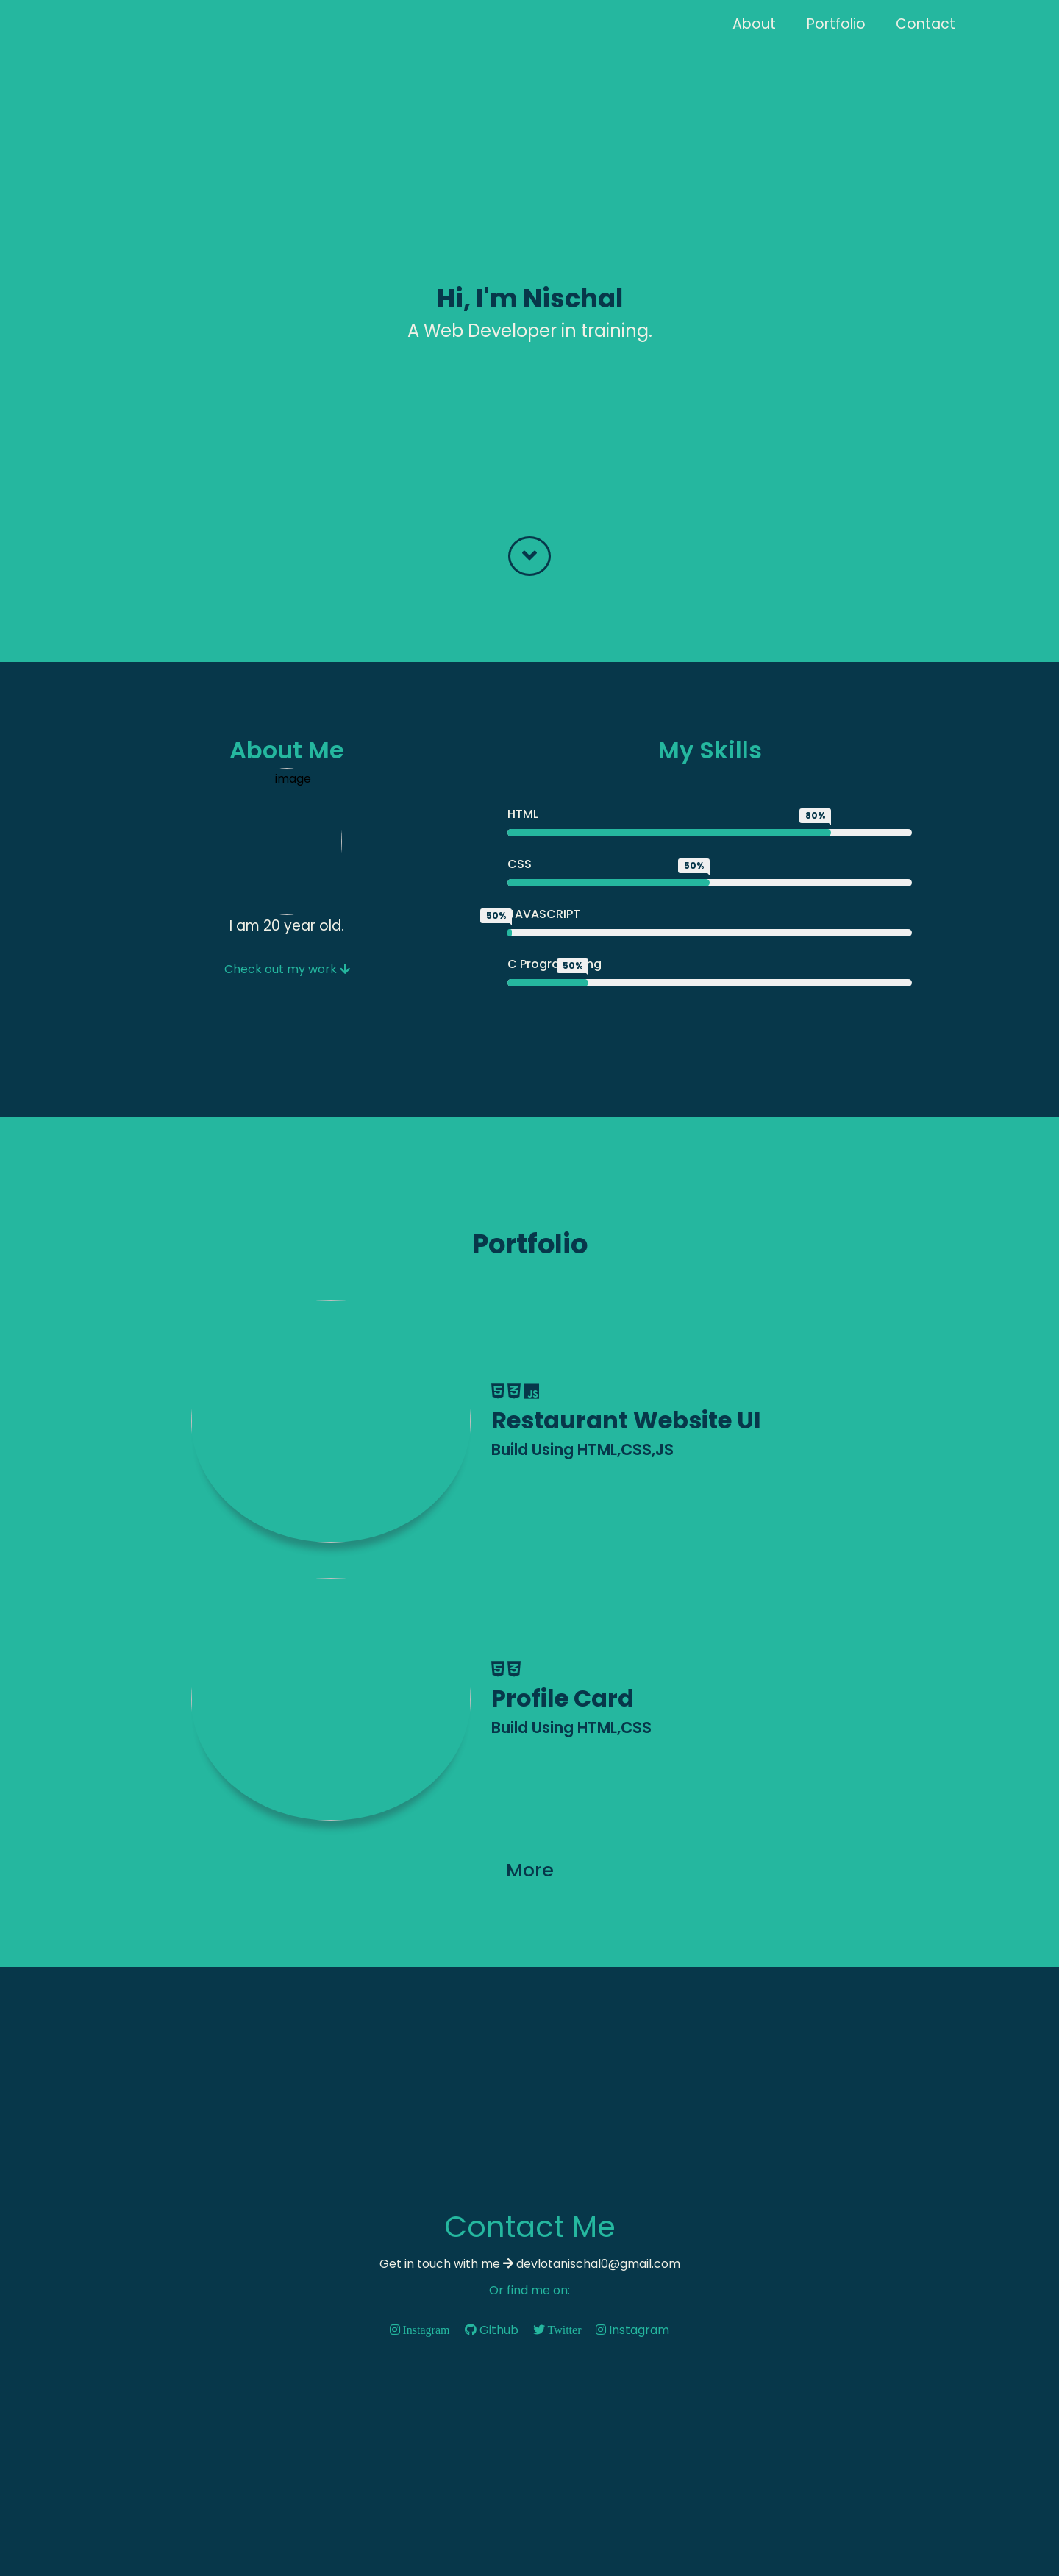 About Portfolio Contact
Hi, I'm Nischal
A Web Developer in training.
About Me
image
I am 20 year old.
Check out my work
My Skills
HTML
80%
CSS
50%
JAVASCRIPT
50%
50%
Portfolio
JS
Restaurant Website UI
Build Using HTML,CSS,JS
Profile Card
Build Using HTML,CSS
More
Contact Me
Get in touch with me devlotanischal0@gmail.com
Or find me on:
Instagram Github Twitter Instagram